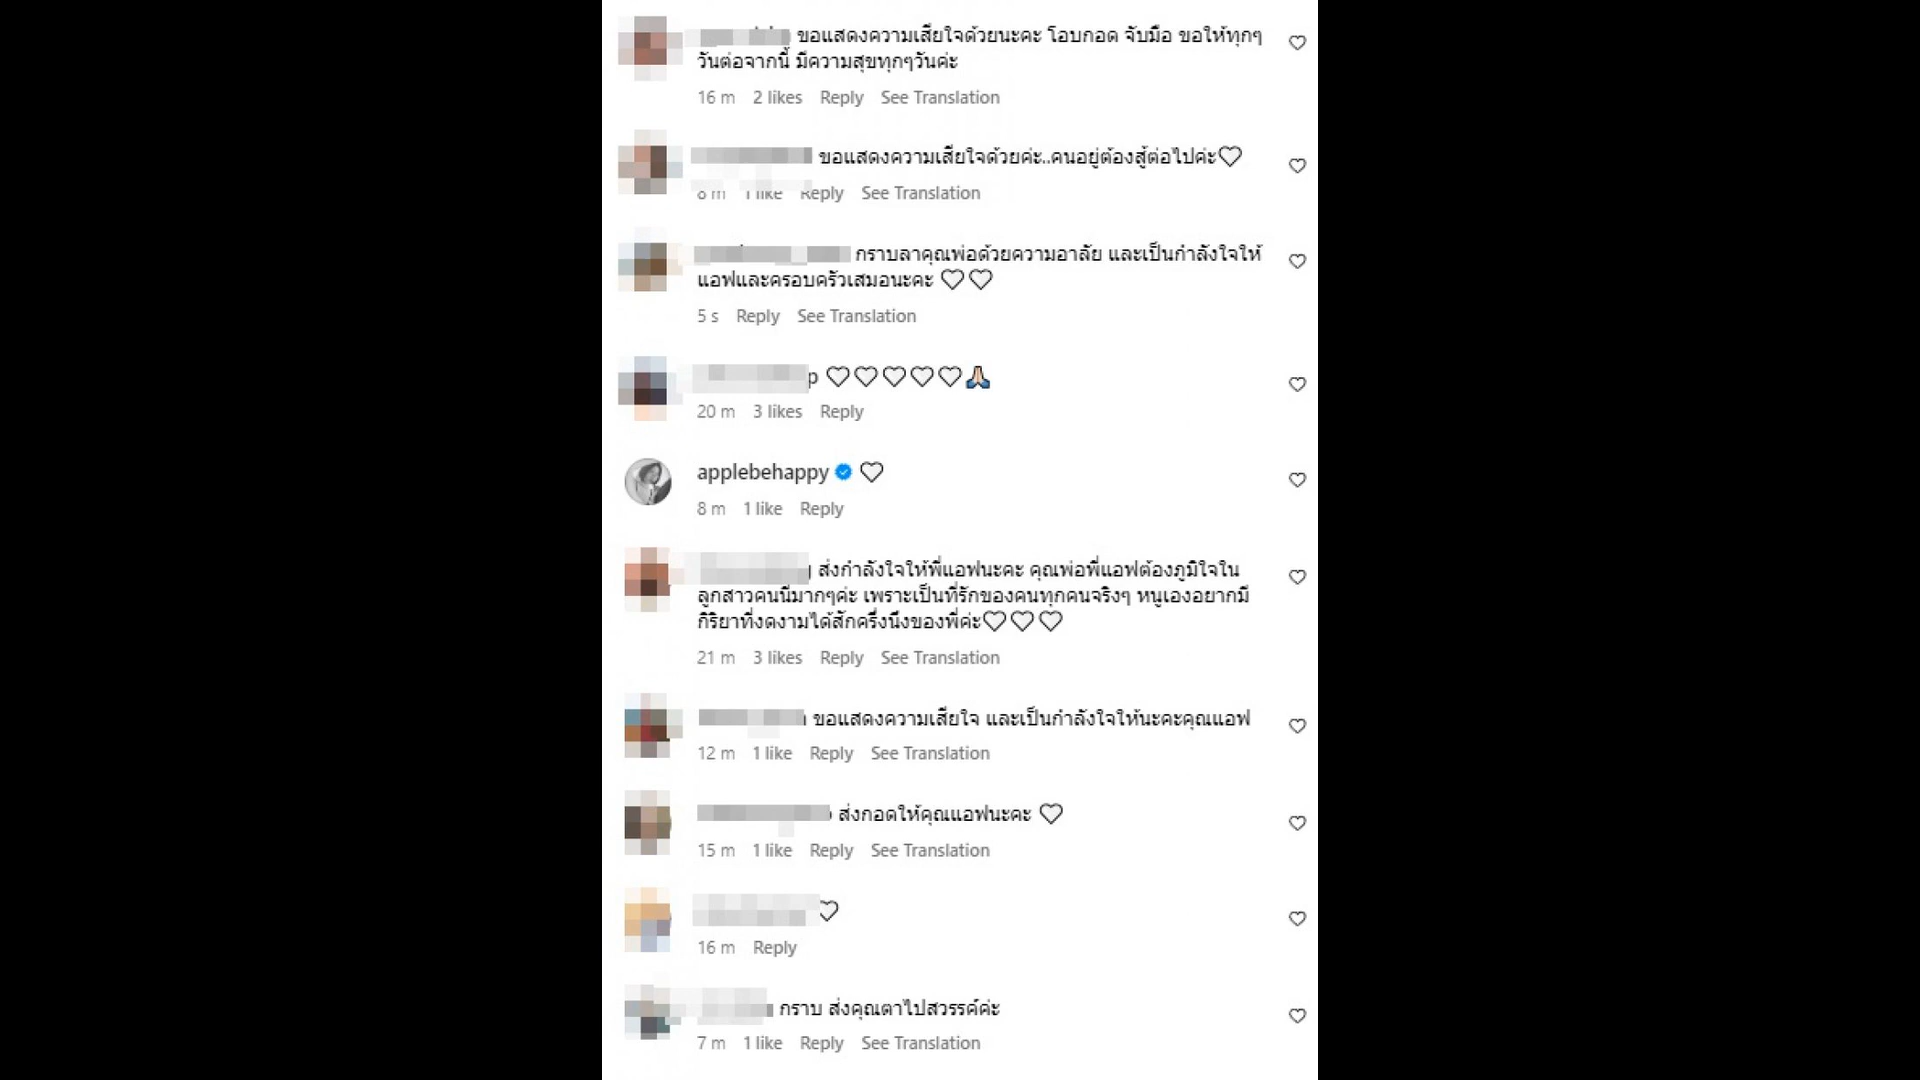 ขอแสดงความเสียใจด้วยนะคะ โอบกอด จับมือ ขอให้ทุกๆ
วันต่อจากนี้ มีความสุขทุกๆวันค่ะ
16 m 2 likes Reply See Translation
ขอแสดงความเสียใจด้วยค่ะ..คนอยู่ต้องสู้ต่อไปค่ะ♡
8 m 1 like Reply See Translation
กราบลาคุณพ่อด้วยความอาลัย และเป็นกำลังใจให้
แอฟและครอบครัวเสมอนะคะ ♡♡
5 s Reply See Translation
♡♡♡♡♡🙏🏻
20 m 3 likes Reply
applebehappy ♡
8 m 1 like Reply
ส่งกำลังใจให้พี่แอฟนะคะ คุณพ่อพี่แอฟต้องภูมิใจใน
ลูกสาวคนนี้มากๆค่ะ เพราะเป็นที่รักของคนทุกคนจริงๆ หนูเองอยากมี
กิริยาที่งดงามได้สักครึ่งนึงของพี่ค่ะ♡♡♡
21 m 3 likes Reply See Translation
ขอแสดงความเสียใจ และเป็นกำลังใจให้นะคะคุณแอฟ
12 m 1 like Reply See Translation
ส่งกอดให้คุณแอฟนะคะ ♡
15 m 1 like Reply See Translation
♡
16 m Reply
กราบ ส่งคุณตาไปสวรรค์ค่ะ
7 m 1 like Reply See Translation